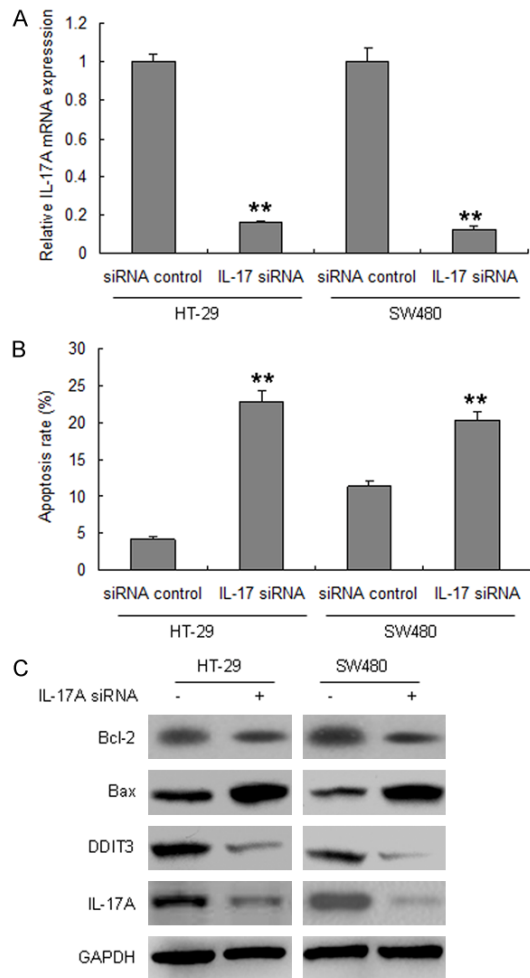 A
Relative IL-17A mRNA expresssion
1.2
1
0.8
0.6
0.4
0.2
0
**
**
siRNA control IL-17 siRNA siRNA control IL-17 siRNA
HT-29 SW480
B
Apoptosis rate (%)
30
25
20
15
10
5
0
**
**
siRNA control IL-17 siRNA siRNA control IL-17 siRNA
HT-29 SW480
C
HT-29 SW480
IL-17A siRNA - + - +
Bcl-2
Bax
DDIT3
IL-17A
GAPDH